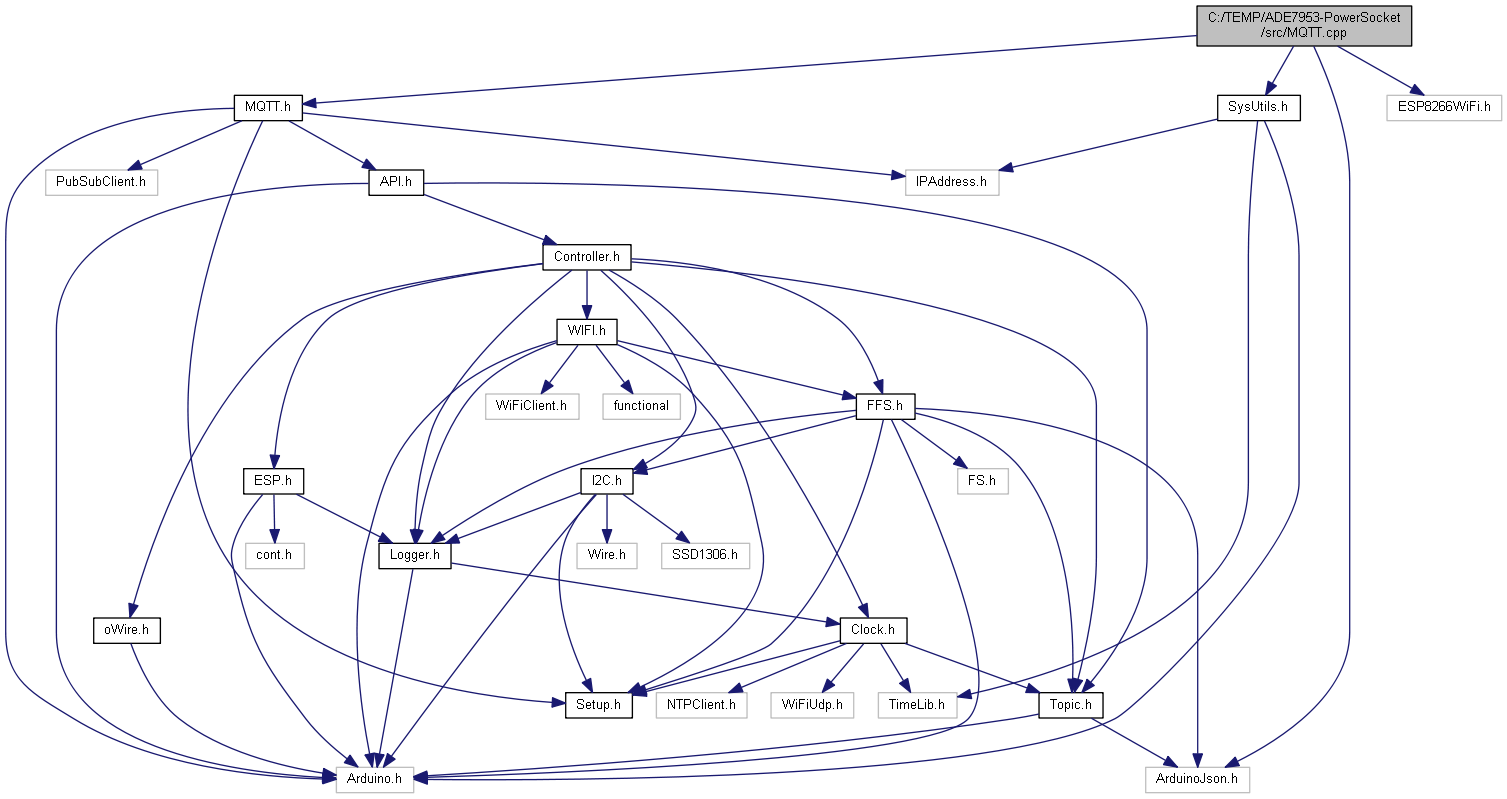 C:/TEMP/ADE7953-PowerSocket
/src/MQTT.cpp
MQTT.h
SysUtils.h
ESP8266WiFi.h
PubSubClient.h
API.h
IPAddress.h
Controller.h
WIFI.h
WiFiClient.h
functional
FFS.h
ESP.h
I2C.h
FS.h
cont.h
Logger.h
Wire.h
SSD1306.h
oWire.h
Clock.h
Setup.h
NTPClient.h
WiFiUdp.h
TimeLib.h
Topic.h
Arduino.h
ArduinoJson.h